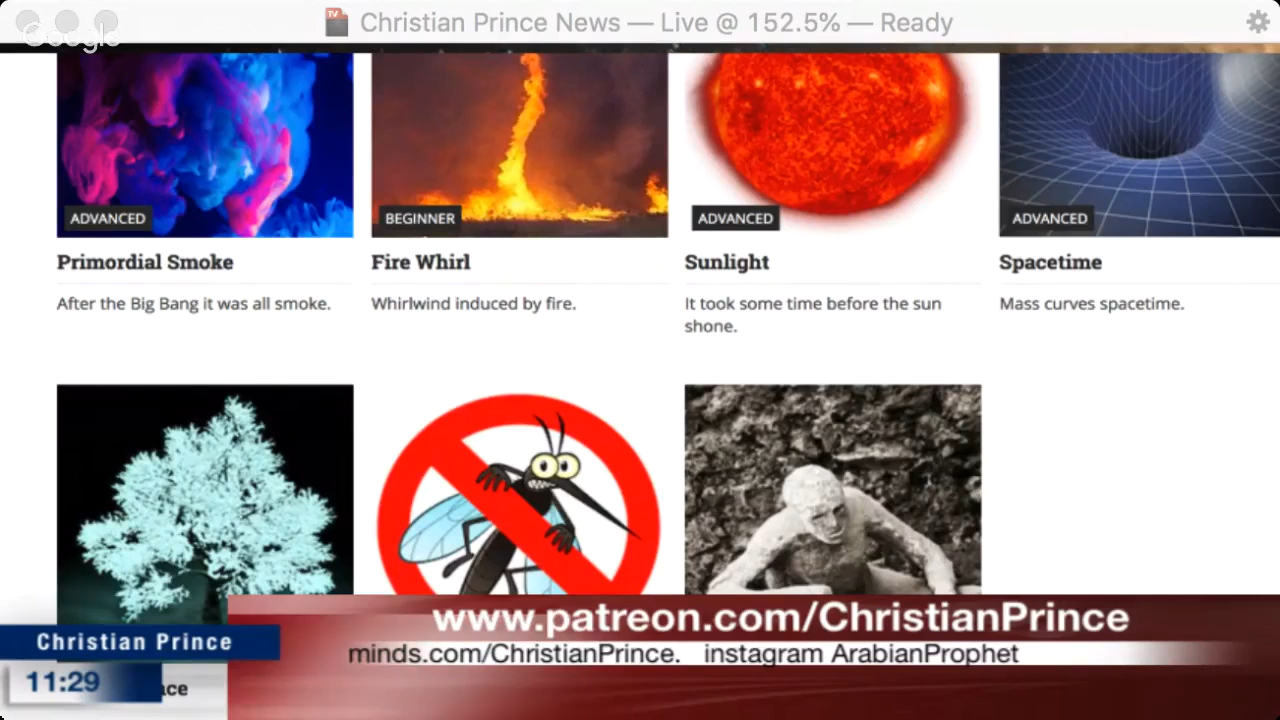 Christian Prince News — Live @ 152.5% — Ready
Google
ADVANCED
BEGINNER
ADVANCED
ADVANCED
Primordial Smoke
Fire Whirl
Sunlight
Spacetime
After the Big Bang it was all smoke.
Whirlwind induced by fire.
It took some time before the sun
shone.
Mass curves spacetime.
www.patreon.com/ChristianPrince
Christian Prince
minds.com/ChristianPrince. instagram ArabianProphet
11:29